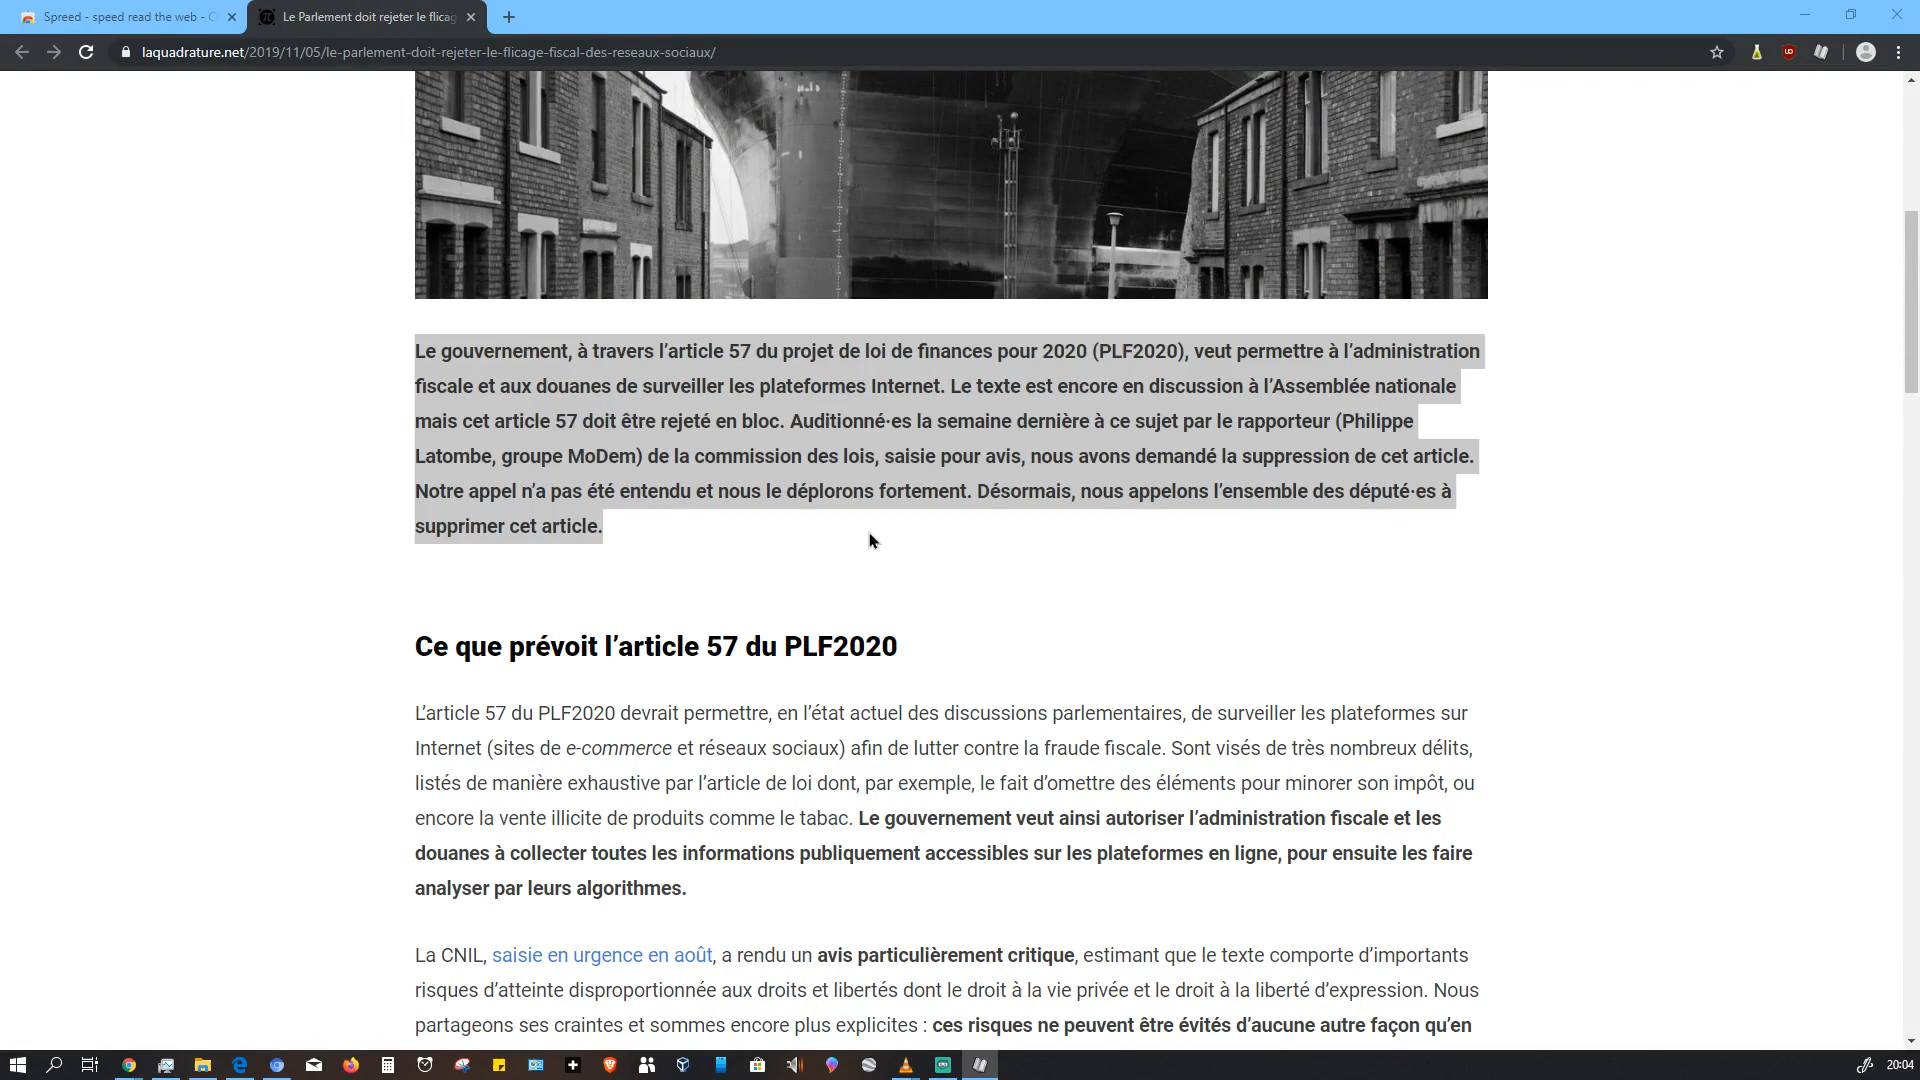 Spreed - speed read the web - C
Le Parlement doit rejeter le flicag
laquadrature.net/2019/11/05/le-parlement-doit-rejeter-le-flicage-fiscal-des-reseaux-sociaux/
Le gouvernement, à travers l’article 57 du projet de loi de finances pour 2020 (PLF2020), veut permettre à l’administration
fiscale et aux douanes de surveiller les plateformes Internet. Le texte est encore en discussion à l’Assemblée nationale
mais cet article 57 doit être rejeté en bloc. Auditionné·es la semaine dernière à ce sujet par le rapporteur (Philippe
Latombe, groupe MoDem) de la commission des lois, saisie pour avis, nous avons demandé la suppression de cet article.
Notre appel n’a pas été entendu et nous le déplorons fortement. Désormais, nous appelons l’ensemble des député·es à
supprimer cet article.
Ce que prévoit l’article 57 du PLF2020
L’article 57 du PLF2020 devrait permettre, en l’état actuel des discussions parlementaires, de surveiller les plateformes sur
Internet (sites de e-commerce et réseaux sociaux) afin de lutter contre la fraude fiscale. Sont visés de très nombreux délits,
listés de manière exhaustive par l’article de loi dont, par exemple, le fait d’omettre des éléments pour minorer son impôt, ou
encore la vente illicite de produits comme le tabac. Le gouvernement veut ainsi autoriser l’administration fiscale et les
douanes à collecter toutes les informations publiquement accessibles sur les plateformes en ligne, pour ensuite les faire
analyser par leurs algorithmes.
La CNIL, saisie en urgence en août, a rendu un avis particulièrement critique, estimant que le texte comporte d’importants
risques d’atteinte disproportionnée aux droits et libertés dont le droit à la vie privée et le droit à la liberté d’expression. Nous
partageons ses craintes et sommes encore plus explicites : ces risques ne peuvent être évités d’aucune autre façon qu’en
20:04